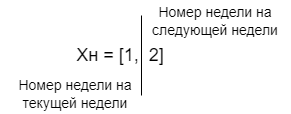 Номер недели на
следующей недели
Xн = [1, 2]
Номер недели на
текущей недели